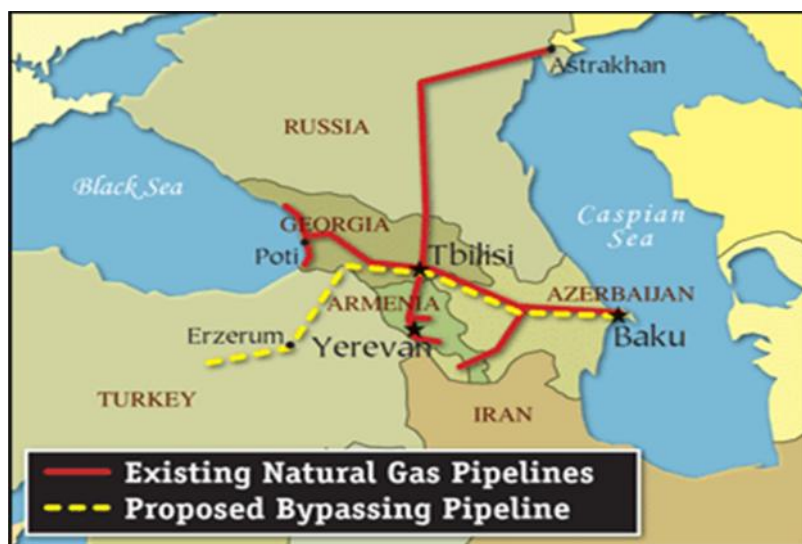 Astrakhan
RUSSIA
Black Sea
Caspian
Sea
GEORGIA
Poti
Tbilisi
ARMENIA
AZERBAIJAN
Erzerum
Yerevan
Baku
TURKEY
IRAN
Existing Natural Gas Pipelines
Proposed Bypassing Pipeline